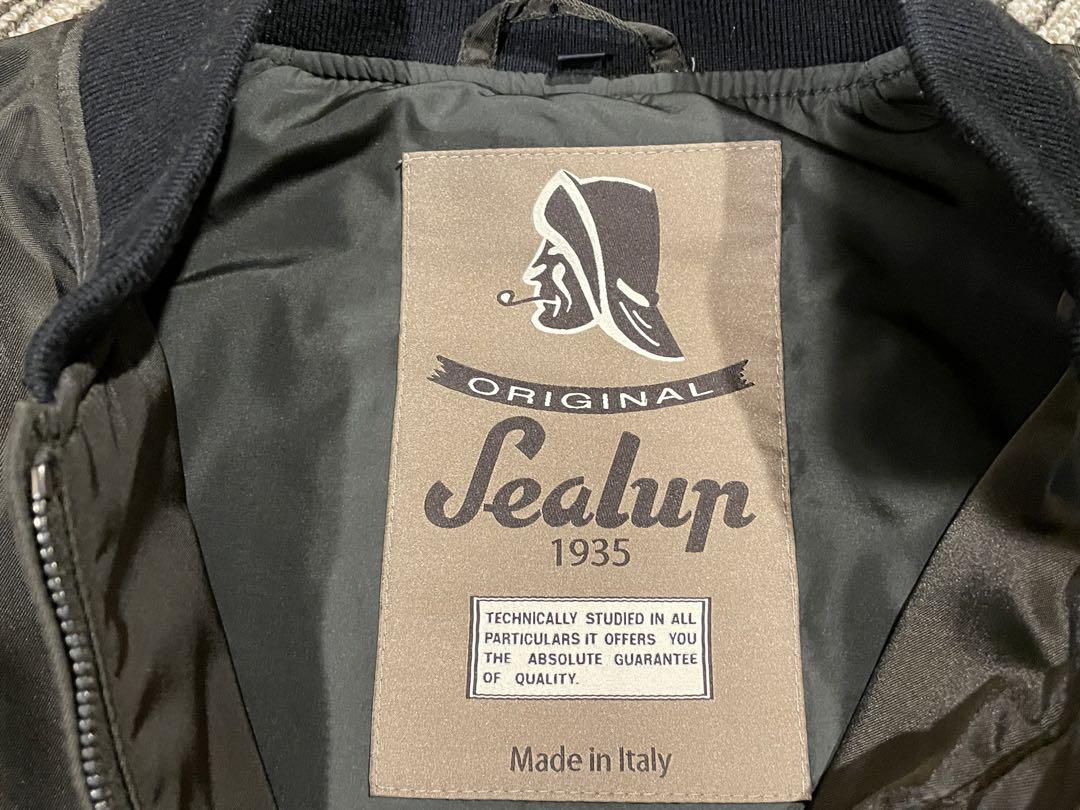 ORIGINAL
Sealup
1935
TECHNICALLY STUDIED IN ALL
PARTICULARS IT OFFERS YOU
THE ABSOLUTE GUARANTEE
OF QUALITY.
Made in Italy